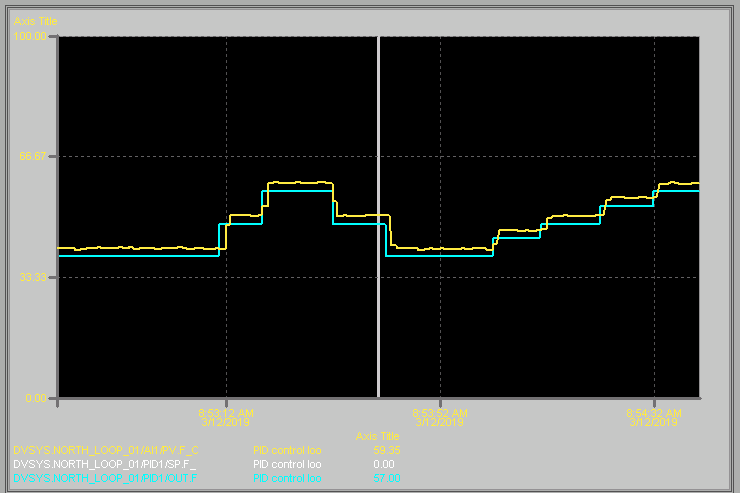 Axis Title
100.00
66.67
33.33
0.00
8:53:12 AM 8:53:52 AM 8:54:32 AM
3/12/2019 3/12/2019 3/12/2019
Axis Title
DVSYS.NORTH_LOOP_01/AI1/PV.F_C PID control loo 59.35
DVSYS.NORTH_LOOP_01/PID1/SP.F_ PID control loo 0.00
DVSYS.NORTH_LOOP_01/PID1/OUT.F PID control loo 57.00